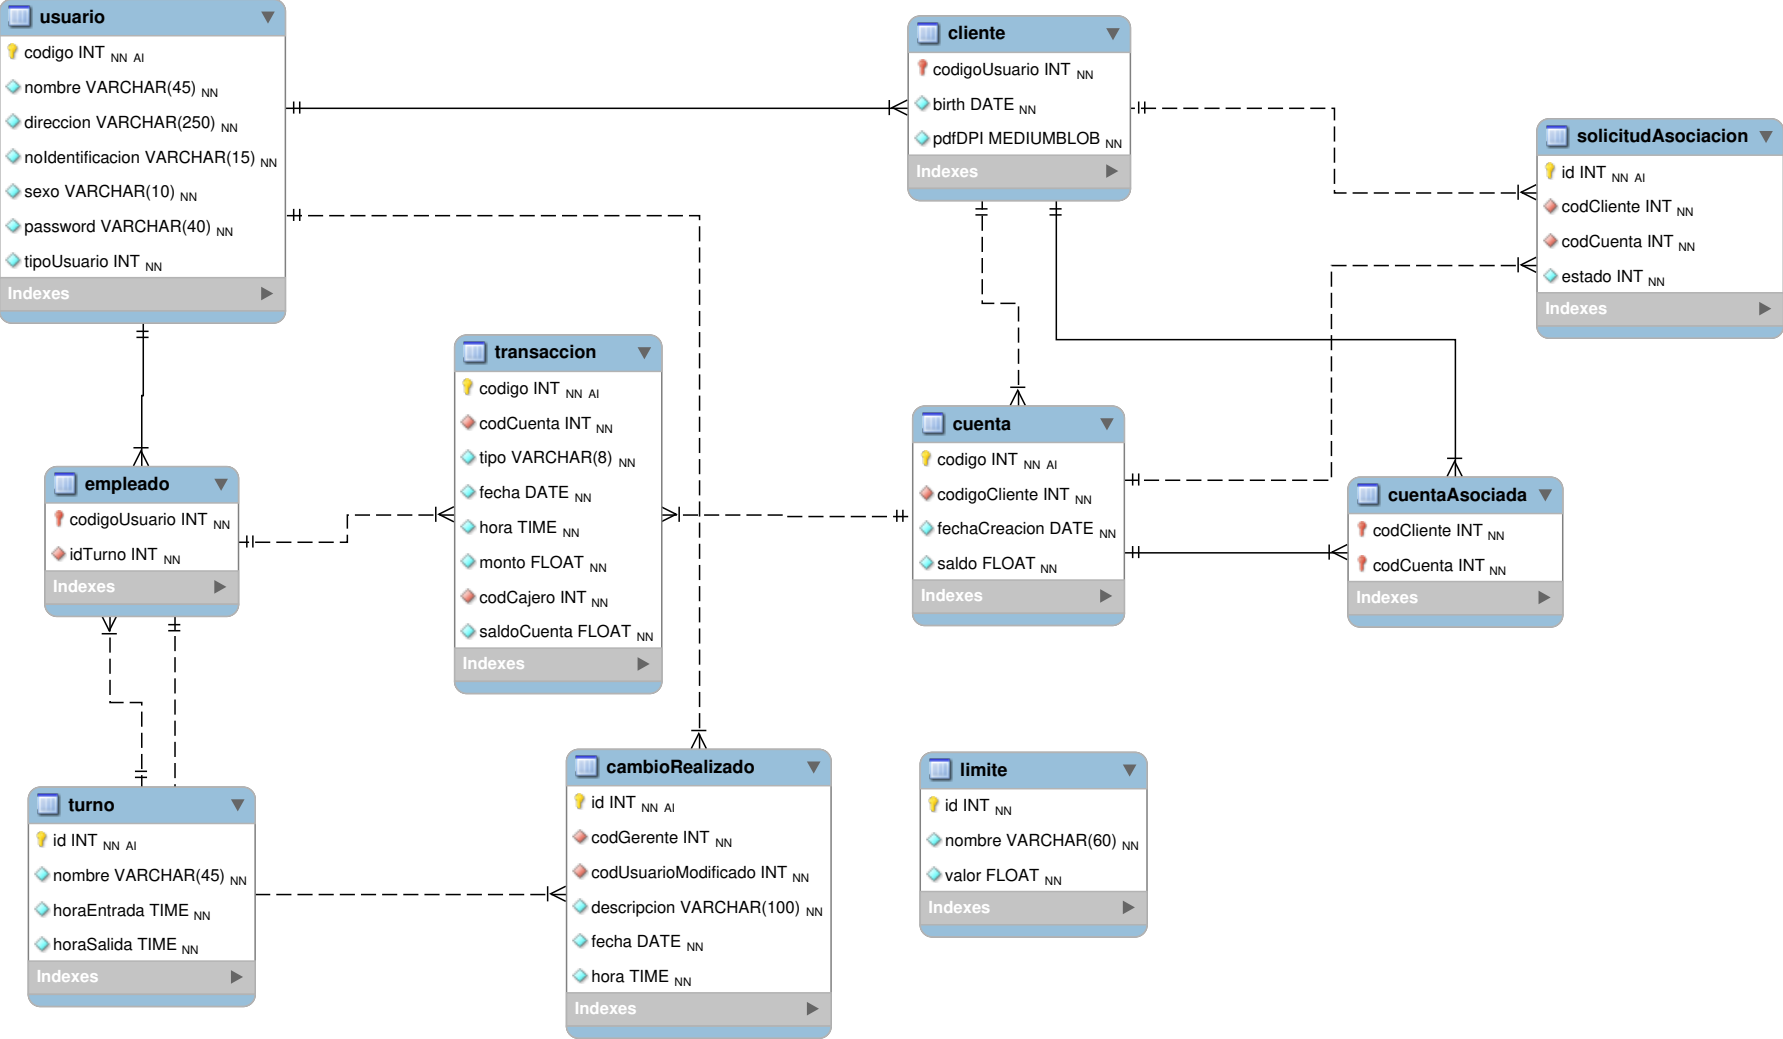 usuario
codigo INT NN AI
nombre VARCHAR(45) NN
direccion VARCHAR(250) NN
noIdentificacion VARCHAR(15) NN
sexo VARCHAR(10) NN
password VARCHAR(40) NN
tipoUsuario INT NN
Indexes
cliente
codigoUsuario INT NN
birth DATE NN
pdfDPI MEDIUMBLOB NN
Indexes
solicitudAsociacion
id INT NN AI
codCliente INT NN
codCuenta INT NN
estado INT NN
Indexes
transaccion
codigo INT NN AI
codCuenta INT NN
tipo VARCHAR(8) NN
fecha DATE NN
hora TIME NN
monto FLOAT NN
codCajero INT NN
saldoCuenta FLOAT NN
Indexes
cuenta
codigo INT NN AI
codigoCliente INT NN
fechaCreacion DATE NN
saldo FLOAT NN
Indexes
empleado
codigoUsuario INT NN
idTurno INT NN
Indexes
cuentaAsociada
codCliente INT NN
codCuenta INT NN
Indexes
turno
id INT NN AI
nombre VARCHAR(45) NN
horaEntrada TIME NN
horaSalida TIME NN
Indexes
cambioRealizado
id INT NN AI
codGerente INT NN
codUsuarioModificado INT NN
descripcion VARCHAR(100) NN
fecha DATE NN
hora TIME NN
Indexes
limite
id INT NN
nombre VARCHAR(60) NN
valor FLOAT NN
Indexes